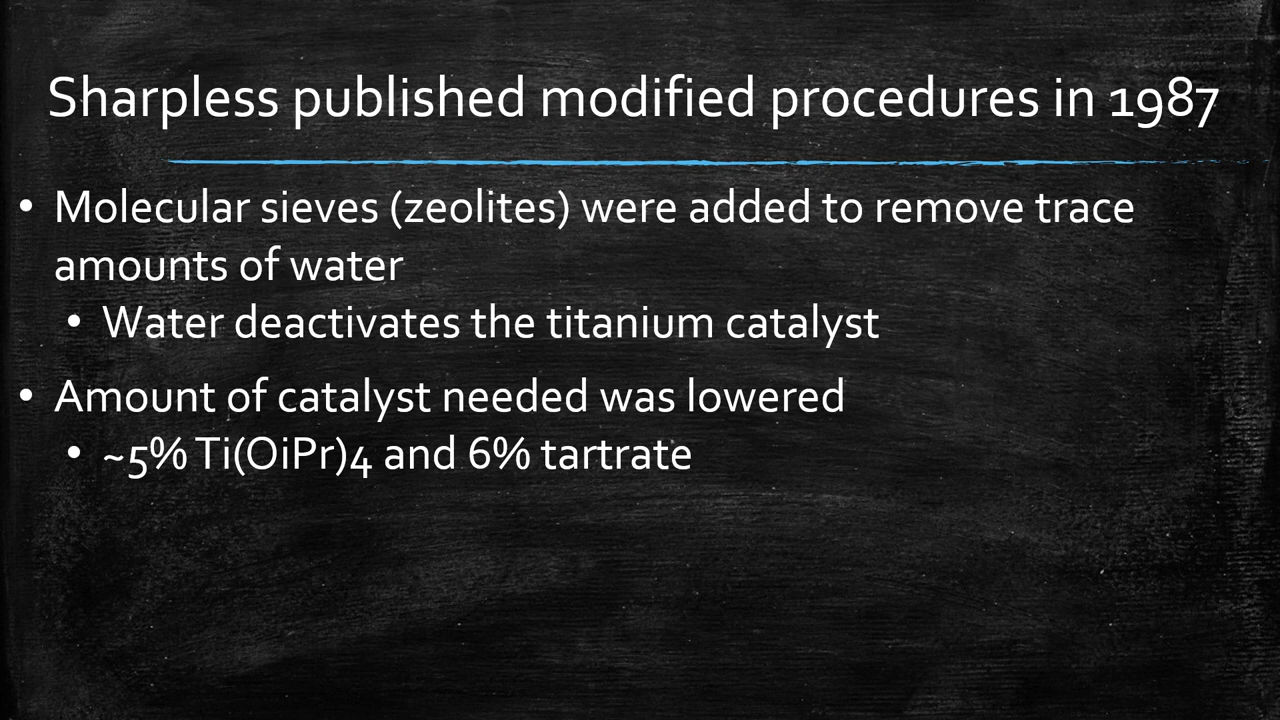 Sharpless published modified procedures in 1987
• Molecular sieves (zeolites) were added to remove trace
amounts of water
• Water deactivates the titanium catalyst
• Amount of catalyst needed was lowered
• ~5% Ti(OiPr)4 and 6% tartrate